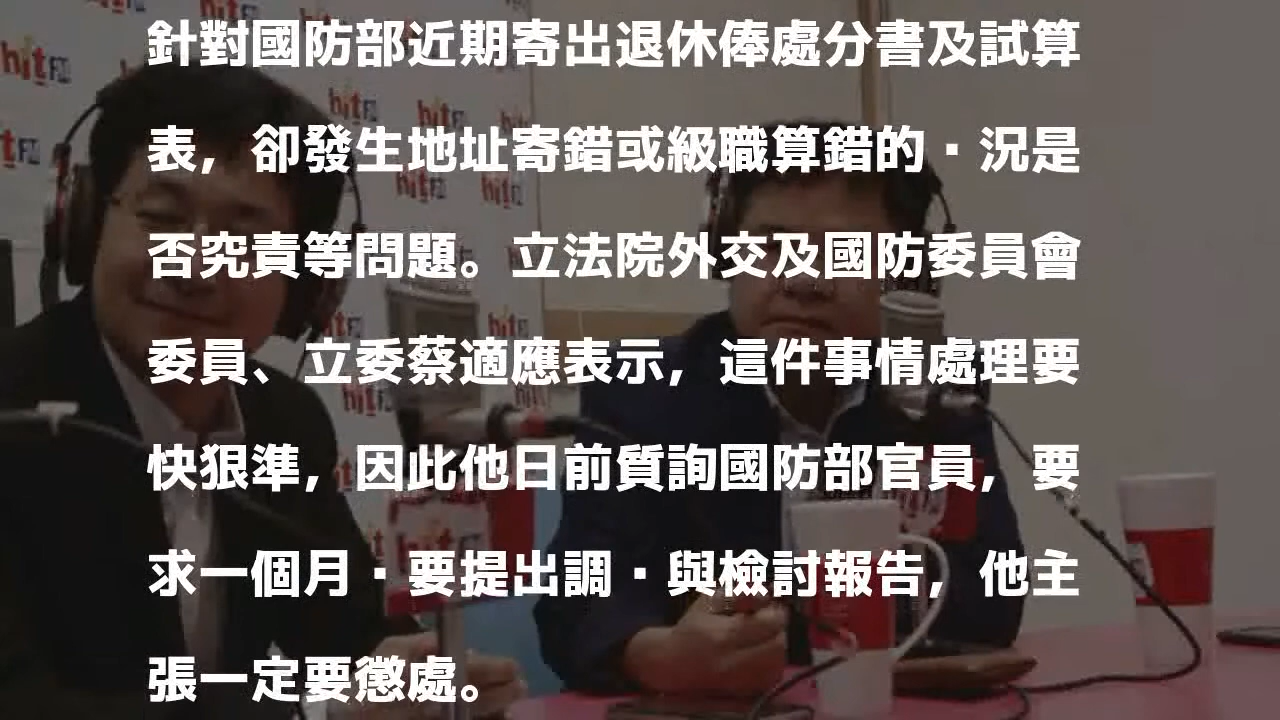 針對國防部近期寄出退休俸處分書及試算
表，卻發生地址寄錯或級職算錯的▪況是
否究責等問題。立法院外交及國防委員會
委員、立委蔡適應表示，這件事情處理要
快狠準，因此他日前質詢國防部官員，要
求一個月▪要提出調▪與檢討報告，他主
張一定要懲處。
hit FM